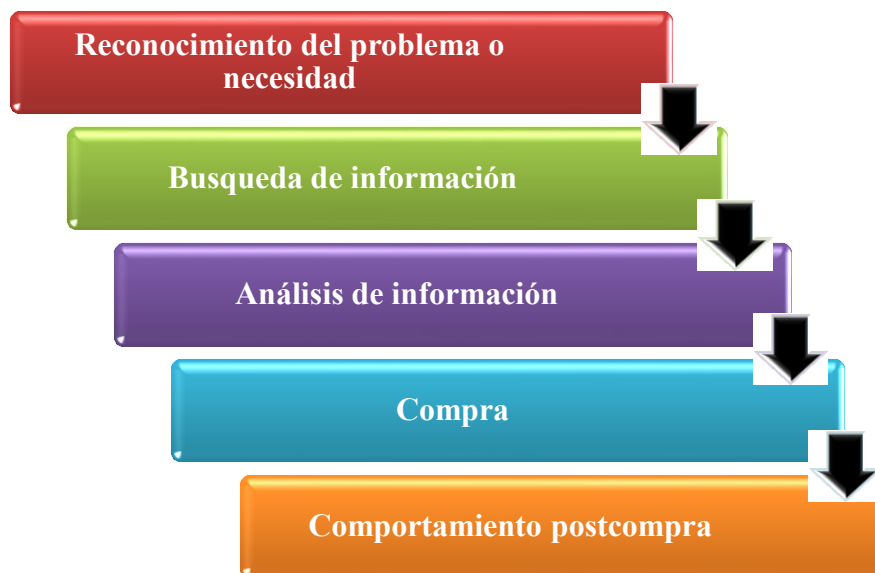 Reconocimiento del problema o
necesidad
Busqueda de información
Análisis de información
Compra
Comportamiento postcompra